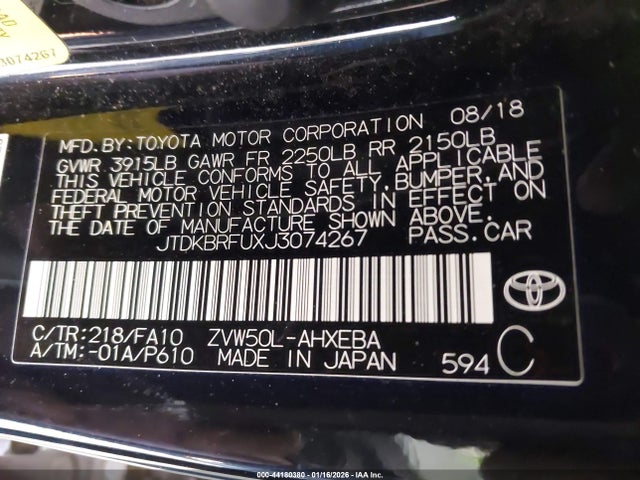 3074267
MFD.BY:TOYOTA MOTOR CORPORATION 08/18
GVWR 3915LB GAWR FR 2250LB RR 2150LB
THIS VEHICLE CONFORMS TO ALL APPLICABLE
FEDERAL MOTOR VEHICLE SAFETY,BUMPER,AND
THEFT PREVENTION STANDARDS IN EFFECT ON
THE DATE OF MANUFACTURE SHOWN ABOVE.
JTDKBRFUXJ3074267 PASS.CAR
C/TR:218/FA10 ZVW50L-AHXEBA
A/TM:-01A/P610 MADE IN JAPAN 594 C
000-44180380 - 01/16/2026 - IAA Inc.